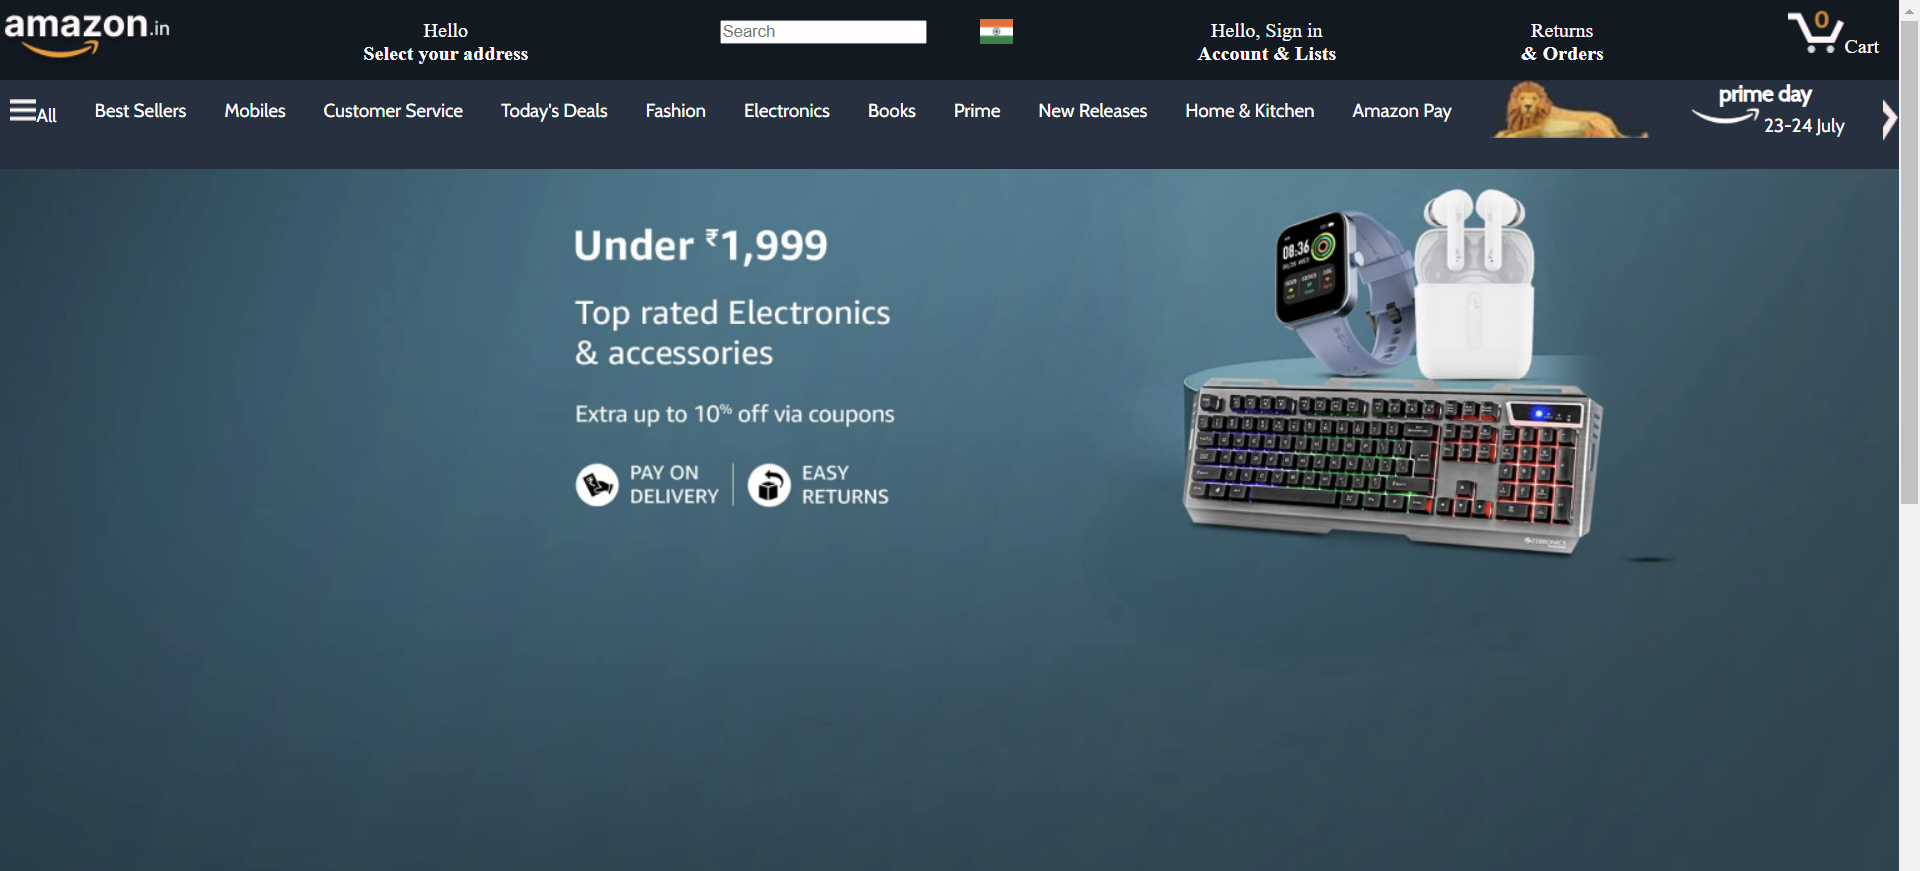 amazon.in
Hello
Select your address
Search
Hello, Sign in
Account & Lists
Returns
& Orders
0
Cart
All
Best Sellers
Mobiles
Customer Service
Today's Deals
Fashion
Electronics
Books
Prime
New Releases
Home & Kitchen
Amazon Pay
prime day
23-24 July
Under ₹1,999
Top rated Electronics
& accessories
Extra up to 10% off via coupons
PAY ON
DELIVERY
EASY
RETURNS
08:36
ZEBRONICS